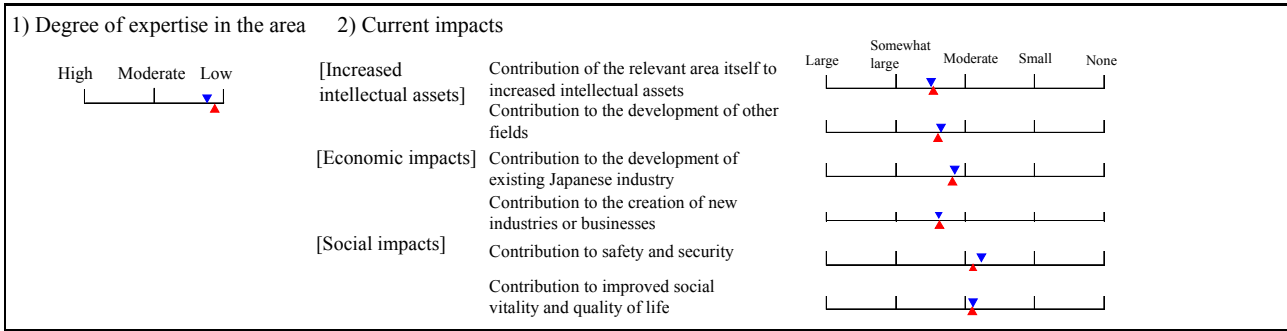 1) Degree of expertise in the area 2) Current impacts
High Moderate Low
[Increased
intellectual assets]
Contribution of the relevant area itself to
increased intellectual assets
Large Somewhat
large Moderate Small None
Contribution to the development of other
fields
[Economic impacts]
Contribution to the development of
existing Japanese industry
Contribution to the creation of new
industries or businesses
[Social impacts]
Contribution to safety and security
Contribution to improved social
vitality and quality of life